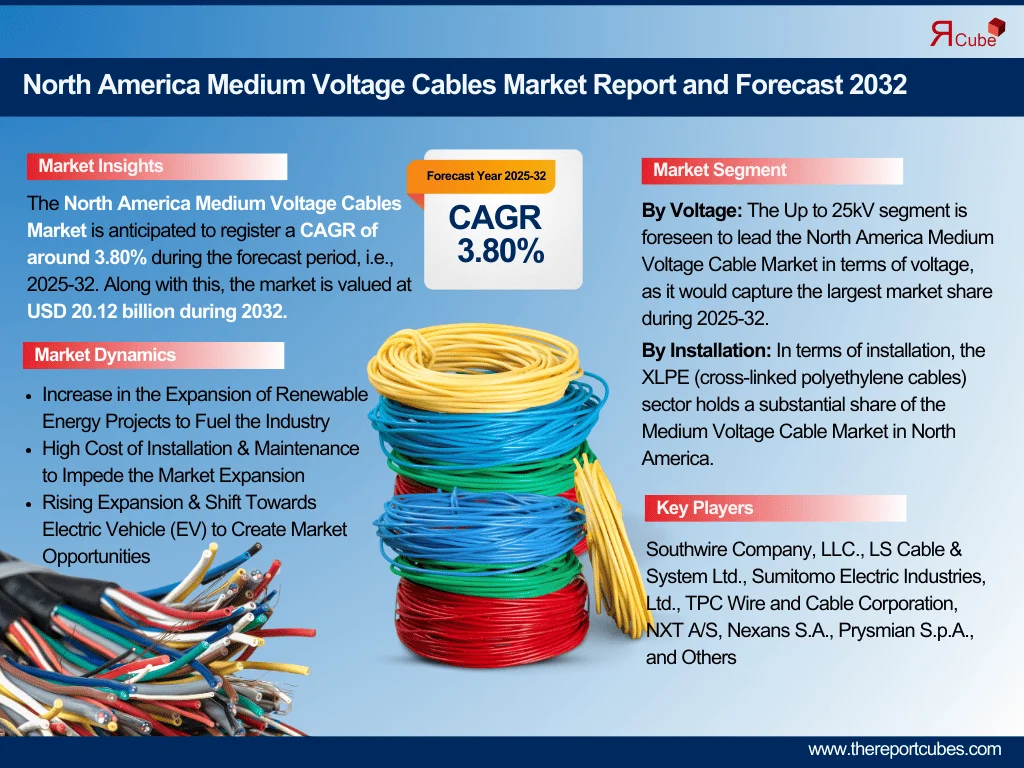 ЯCube
North America Medium Voltage Cables Market Report and Forecast 2032
Market Insights
The North America Medium Voltage Cables
Market is anticipated to register a CAGR of
around 3.80% during the forecast period, i.e.,
2025-32. Along with this, the market is valued at
USD 20.12 billion during 2032.
Forecast Year 2025-32
CAGR
3.80%
Market Dynamics
• Increase in the Expansion of Renewable
Energy Projects to Fuel the Industry
• High Cost of Installation & Maintenance
to Impede the Market Expansion
• Rising Expansion & Shift Towards
Electric Vehicle (EV) to Create Market
Opportunities
Market Segment
By Voltage: The Up to 25kV segment is
foreseen to lead the North America Medium
Voltage Cable Market in terms of voltage,
as it would capture the largest market share
during 2025-32.
By Installation: In terms of installation, the
XLPE (cross-linked polyethylene cables)
sector holds a substantial share of the
Medium Voltage Cable Market in North
America.
Key Players
Southwire Company, LLC., LS Cable &
System Ltd., Sumitomo Electric Industries,
Ltd., TPC Wire and Cable Corporation,
NXT A/S, Nexans S.A., Prysmian S.p.A.,
and Others
www.thereportcubes.com